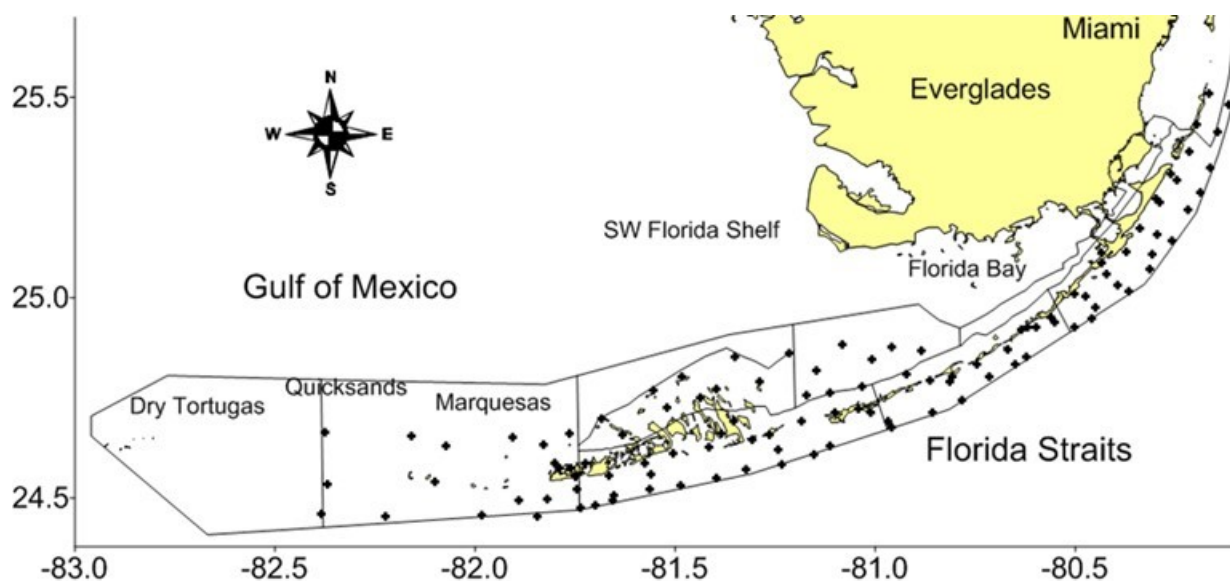 Miami
25.5
N
Everglades
W
E
S
SW Florida Shelf
Florida Bay
Gulf of Mexico
25.0
Quicksands
Dry Tortugas
Marquesas
Florida Straits
24.5
-83.0
-82.5
-82.0
-81.5
-81.0
-80.5